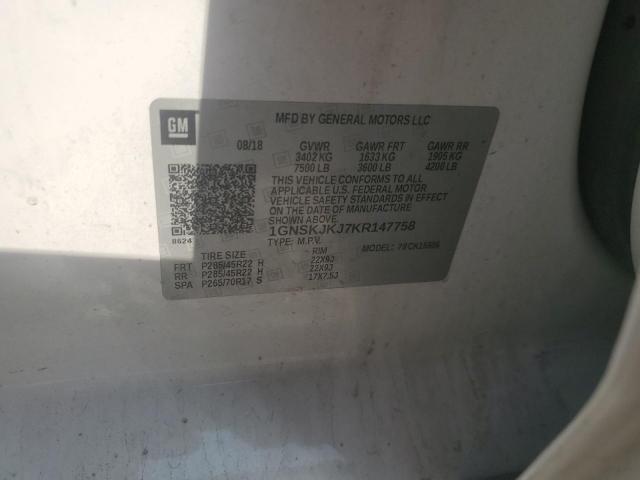 GM
MFD BY GENERAL MOTORS LLC
08/18 GVWR GAWR FRT GAWR RR
3402 KG 1633 KG 1905 KG
7500 LB 3600 LB 4200 LB
THIS VEHICLE CONFORMS TO ALL
APPLICABLE U.S. FEDERAL MOTOR
VEHICLE SAFETY STANDARDS IN EFFECT
ON THE DATE OF MANUFACTURE
SHOWN ABOVE.
8624 1GNSKJKJ7KR147758
TYPE: M.P.V. MODEL:
TIRE SIZE RIM
FRT P285/45R22 H 22X9J
RR P285/45R22 H 22X9J
SPA P265/70R17 S 17X7.5J